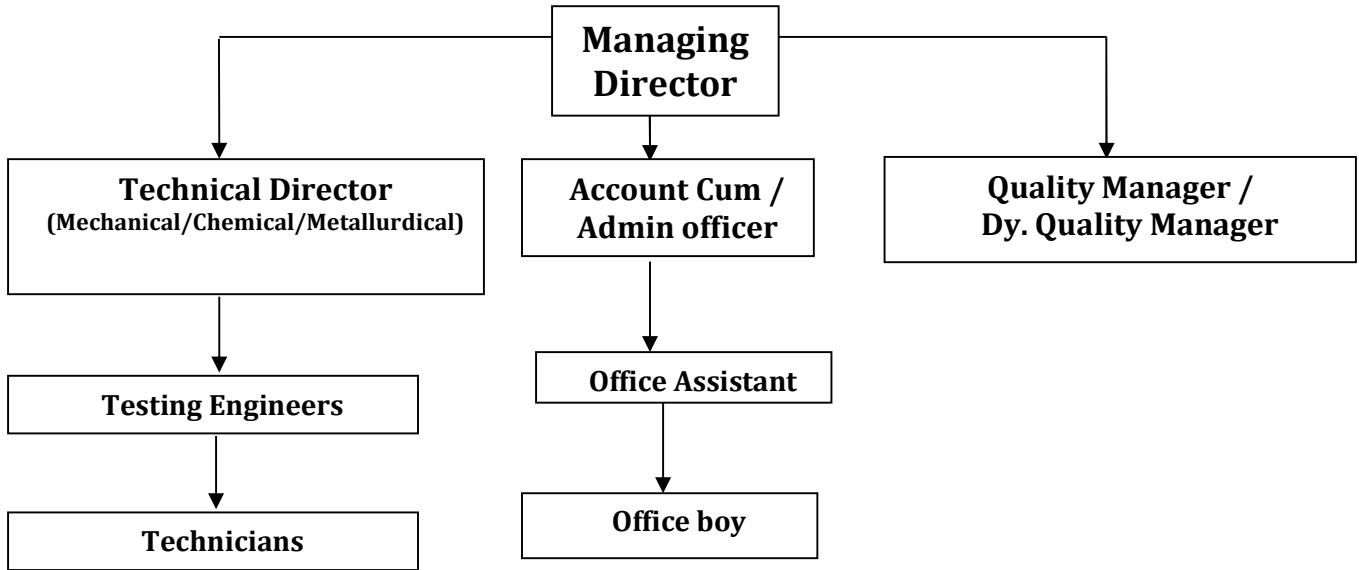 Managing
Director
Technical Director
(Mechanical/Chemical/Metallurdical)
Account Cum /
Admin officer
Quality Manager /
Dy. Quality Manager
Testing Engineers
Office Assistant
Technicians
Office boy